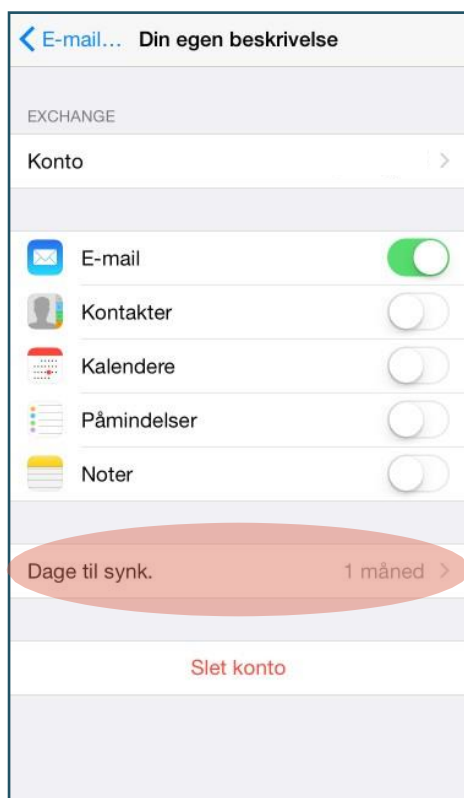 E-mail... Din egen beskrivelse
EXCHANGE
Konto
E-mail
Kontakter
Kalendere
Påmindelser
Noter
Dage til synk. 1 måned
Slet konto